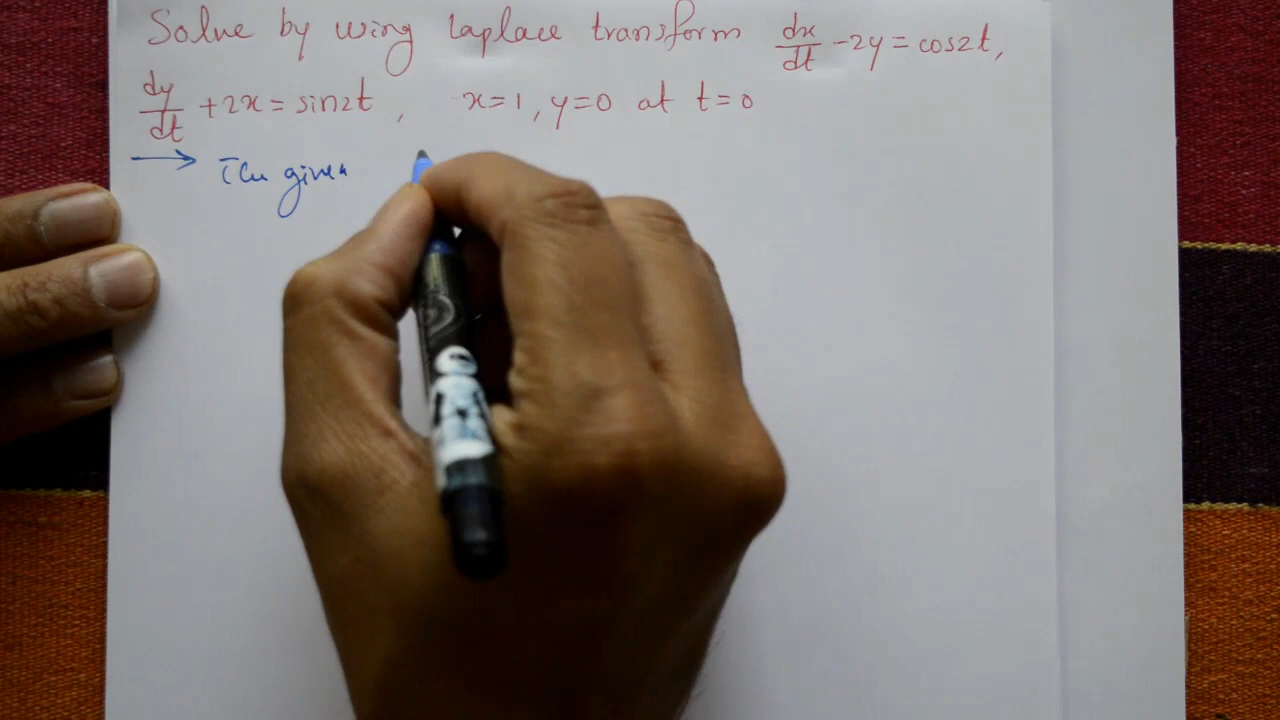 Solve by using Laplace transform dx/dt - 2y = cos2t,
dy/dt + 2x = sin2t , x=1, y=0 at t=0
→ The given